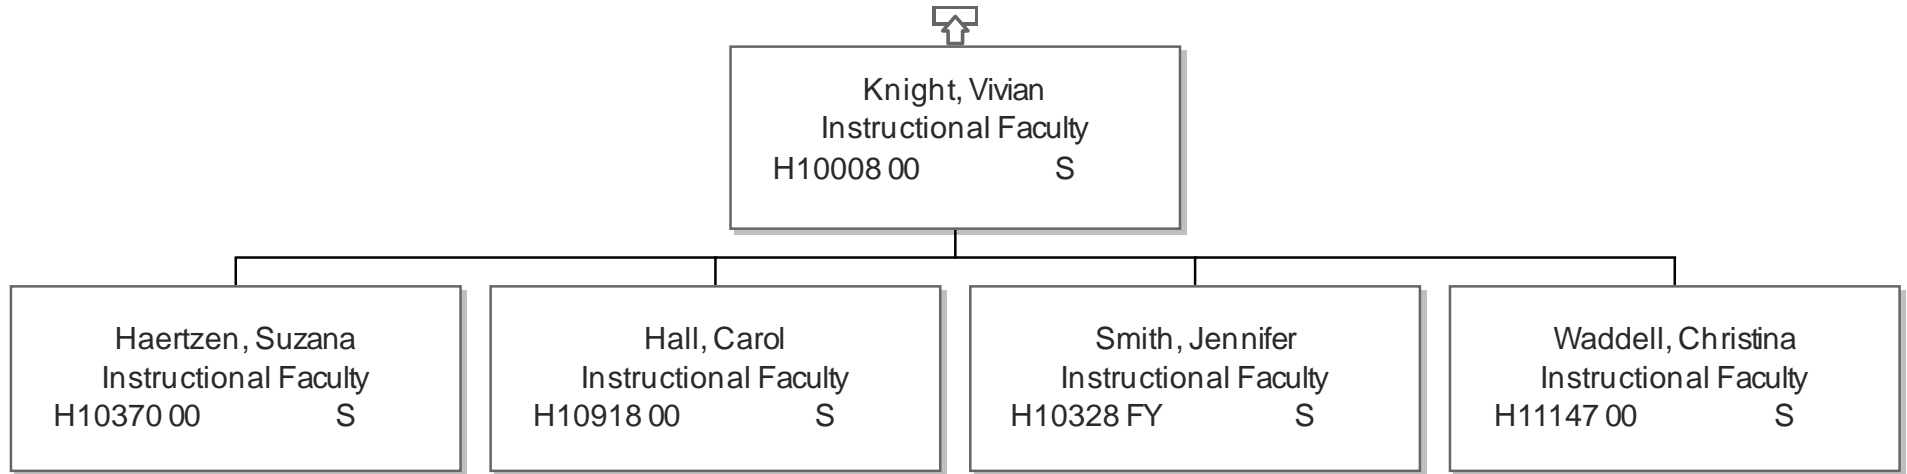 Knight, Vivian
Instructional Faculty
H10008 00 S
Haertzen, Suzana
Instructional Faculty
H10370 00 S
Hall, Carol
Instructional Faculty
H10918 00 S
Smith, Jennifer
Instructional Faculty
H10328 FY S
Waddell, Christina
Instructional Faculty
H11147 00 S